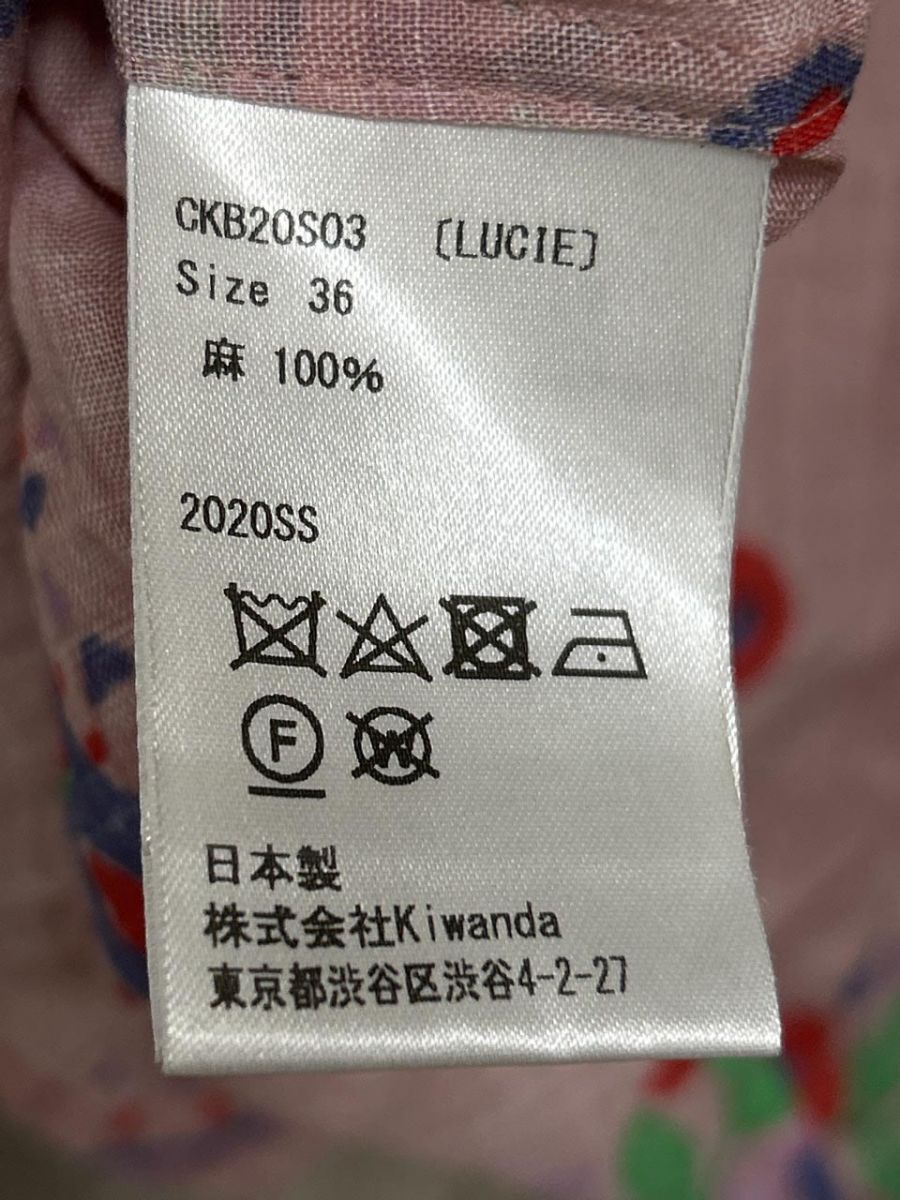 CKB20S03 〔LUCIE〕
Size 36
麻 100%
2020SS
F W
日本製
株式会社Kiwanda
東京都渋谷区渋谷4-2-27